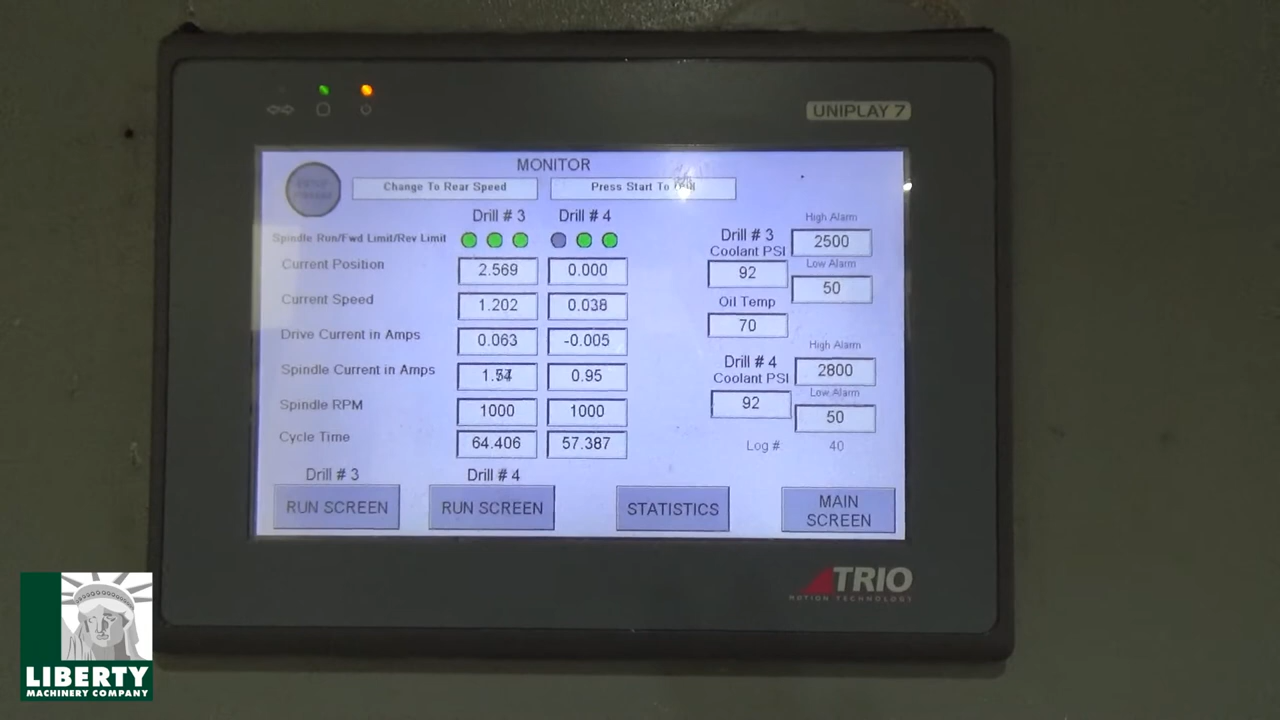 UNIPLAY 7
MONITOR
Change To Rear Speed
Press Start To Drill
Drill # 3 Drill # 4
Spindle Run/Fwd Limit/Rev Limit
Current Position 2.569 0.000
Current Speed 1.202 0.038
Drive Current in Amps 0.063 -0.005
Spindle Current in Amps 0.95
Spindle RPM 1000 1000
Cycle Time 64.406 57.387
Drill # 3
Coolant PSI
92
High Alarm
2500
Low Alarm
50
Oil Temp
70
Drill # 4
Coolant PSI
92
High Alarm
2800
Low Alarm
50
Log # 40
Drill # 3 Drill # 4
RUN SCREEN RUN SCREEN STATISTICS MAIN
SCREEN
TRIO
MOTION TECHNOLOGY
LIBERTY
MACHINERY COMPANY